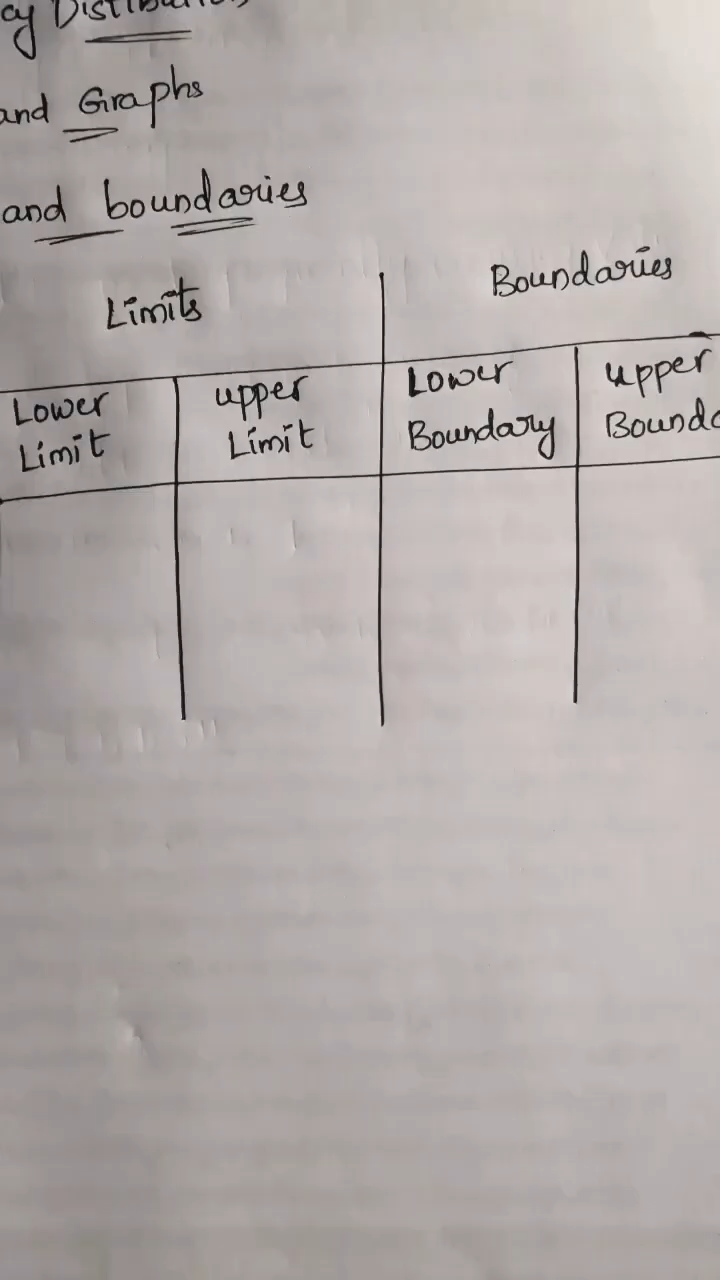 and Graphs
and boundaries
Limits
Boundaries
Lower Limit
upper Limit
Lower Boundary
upper